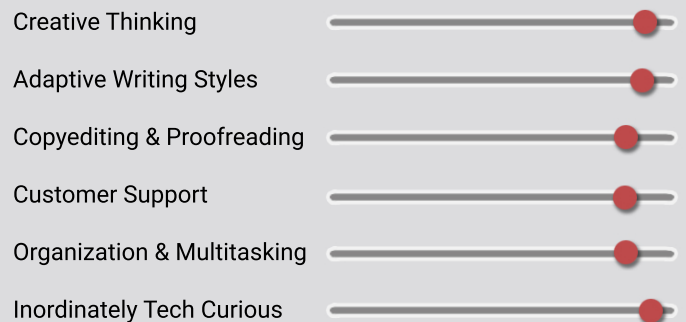 Creative Thinking
Adaptive Writing Styles
Copyediting & Proofreading
Customer Support
Organization & Multitasking
Inordinately Tech Curious